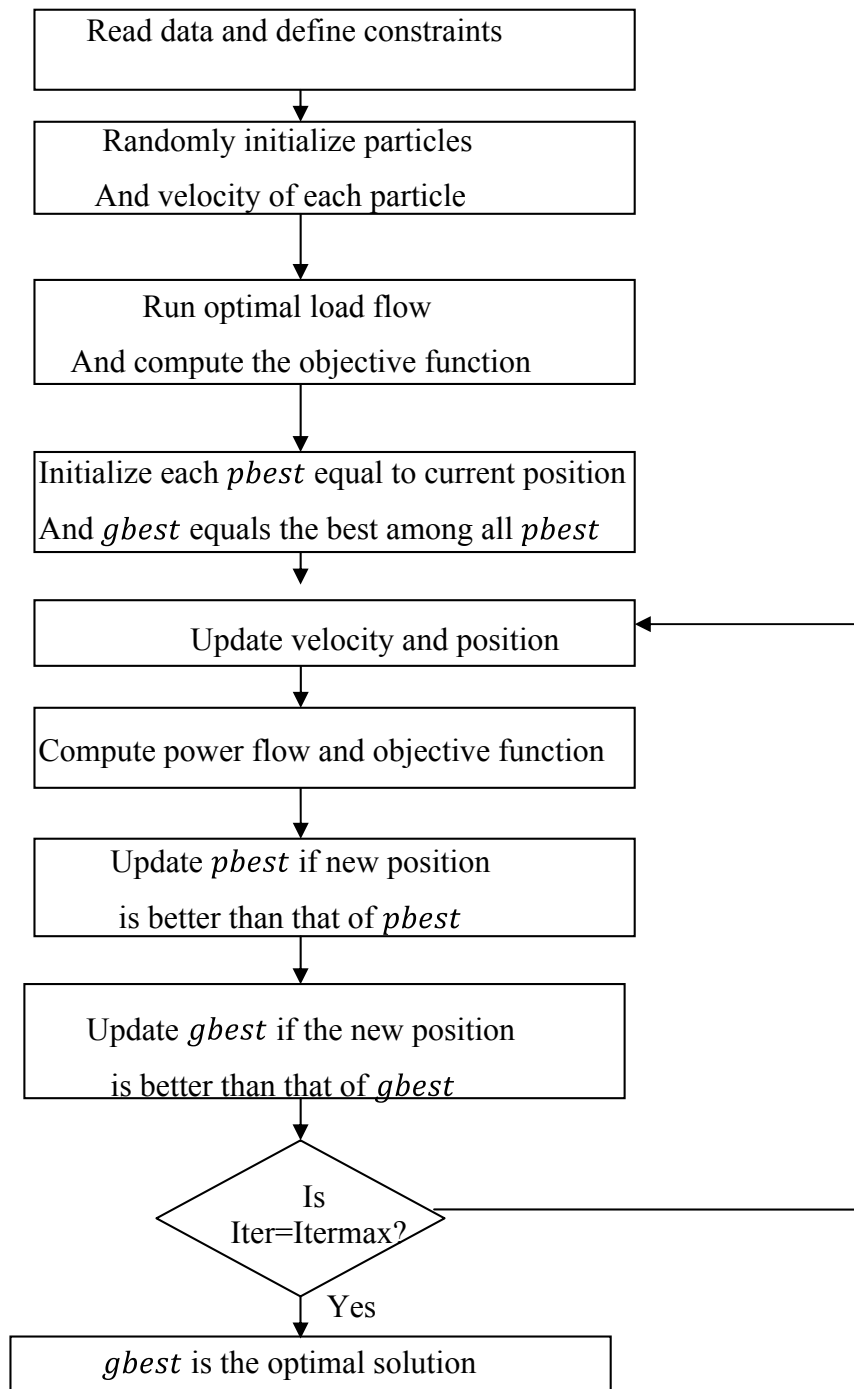 Read data and define constraints
Randomly initialize particles
And velocity of each particle
Run optimal load flow
And compute the objective function
Initialize each pbest equal to current position
And gbest equals the best among all pbest
Update velocity and position
Compute power flow and objective function
Update pbest if new position
is better than that of pbest
Update gbest if the new position
is better than that of gbest
Is
Iter=Itermax?
Yes
gbest is the optimal solution